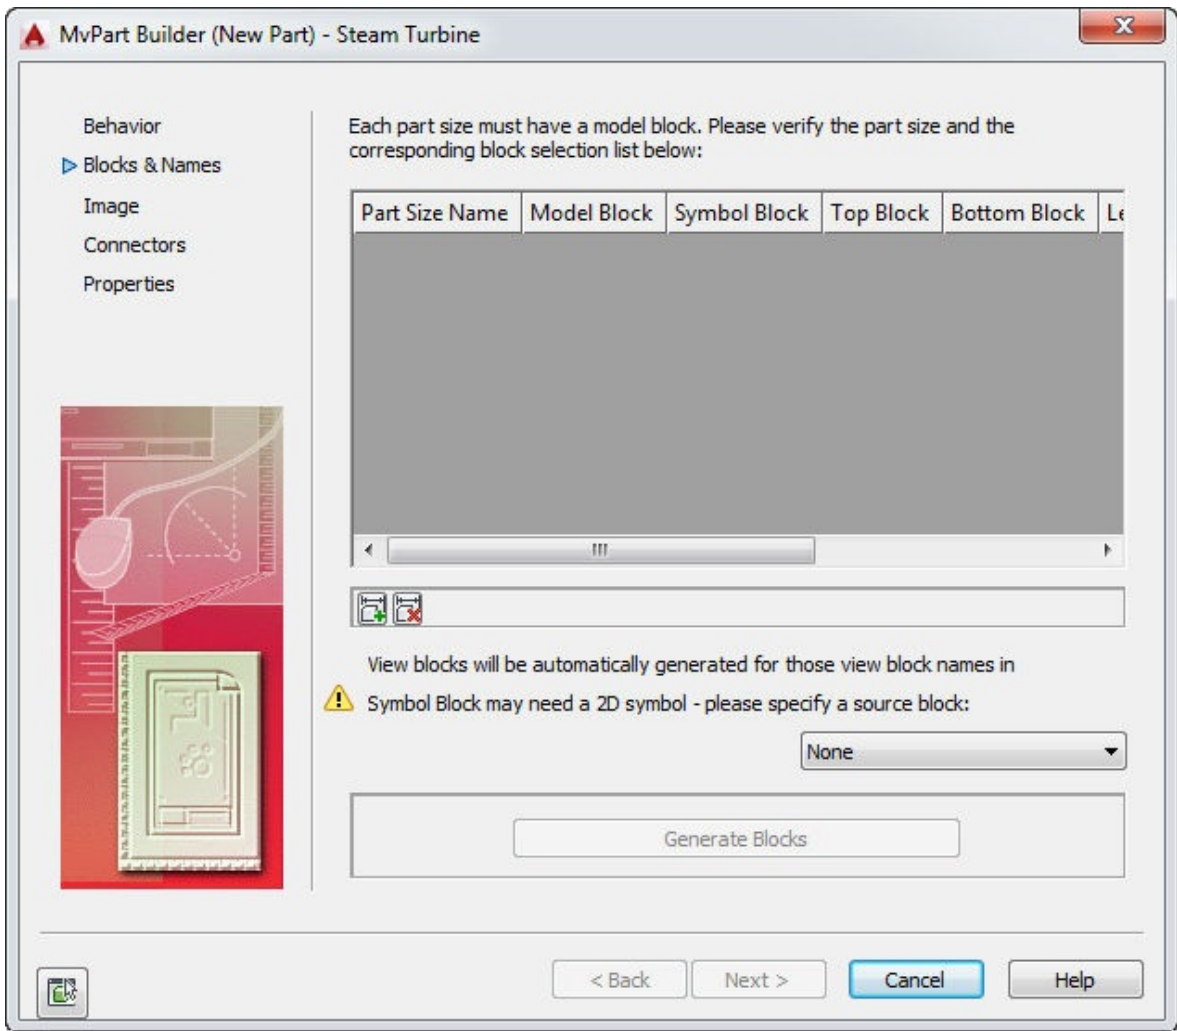 MvPart Builder (New Part) - Steam Turbine
Behavior
Blocks & Names
Image
Connectors
Properties
Each part size must have a model block. Please verify the part size and the
corresponding block selection list below:
Part Size Name Model Block Symbol Block Top Block Bottom Block Le
View blocks will be automatically generated for those view block names in
Symbol Block may need a 2D symbol - please specify a source block:
None
Generate Blocks
< Back Next > Cancel Help